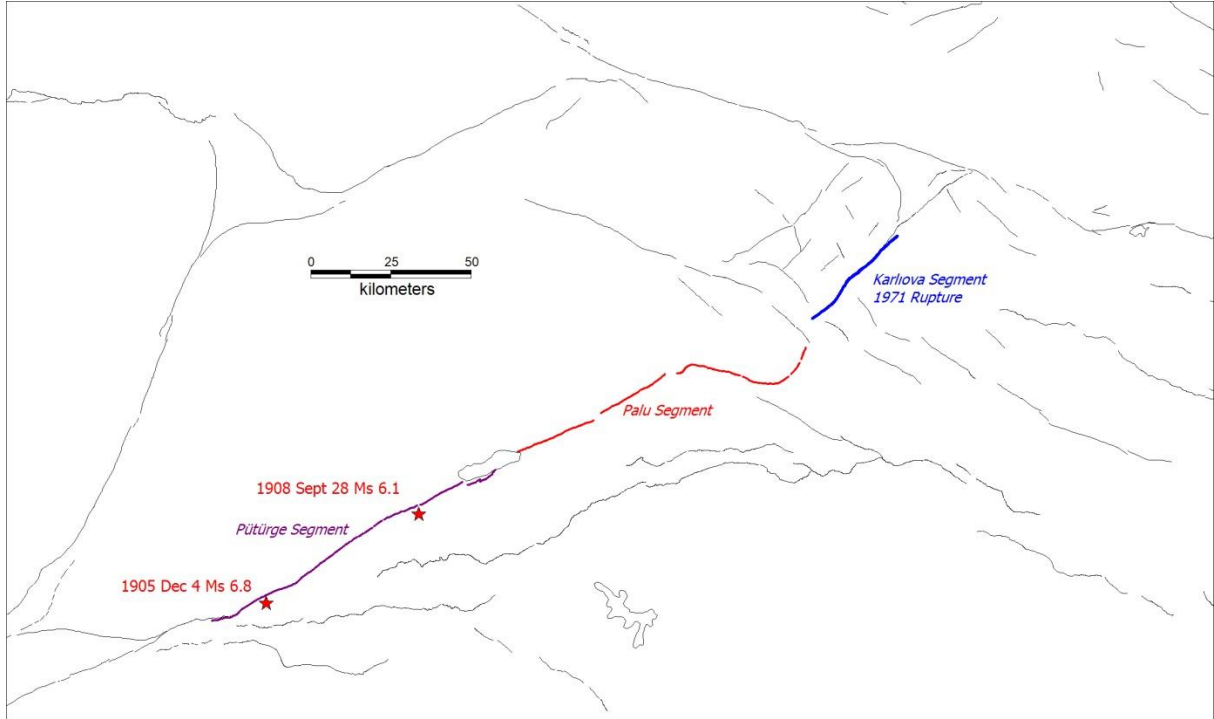 0 25 50
kilometers
Karlıova Segment
1971 Rupture
Palu Segment
1908 Sept 28 Ms 6.1
Pütürge Segment
1905 Dec 4 Ms 6.8